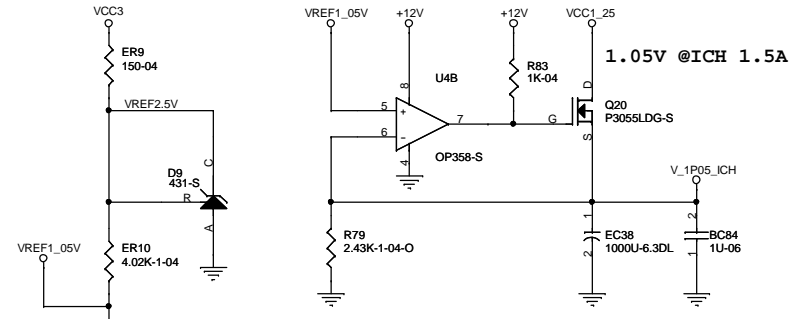 VCC3
ER9
150-04
VREF2.5V
C
D9
431-S
R
A
VREF1_05V
ER10
4.02K-1-04
VREF1_05V
+12V
+12V
VCC1_25
1.05V @ICH 1.5A
R83
1K-04
U4B
8
5
+
6
-
7
4
OP358-S
D
G
S
Q20
P3055LDG-S
V_1P05_ICH
R79
2.43K-1-04-O
1
EC38
1000U-6.3DL
2
2
BC84
1U-06
1